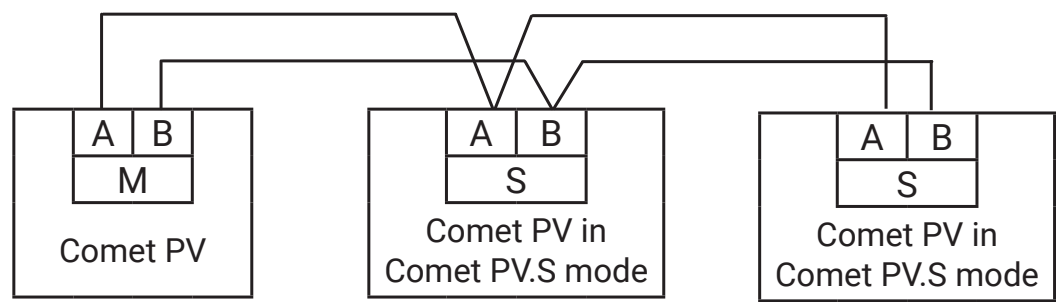 A B
M
Comet PV
A B
S
Comet PV in
Comet PV.S mode
A B
S
Comet PV in
Comet PV.S mode